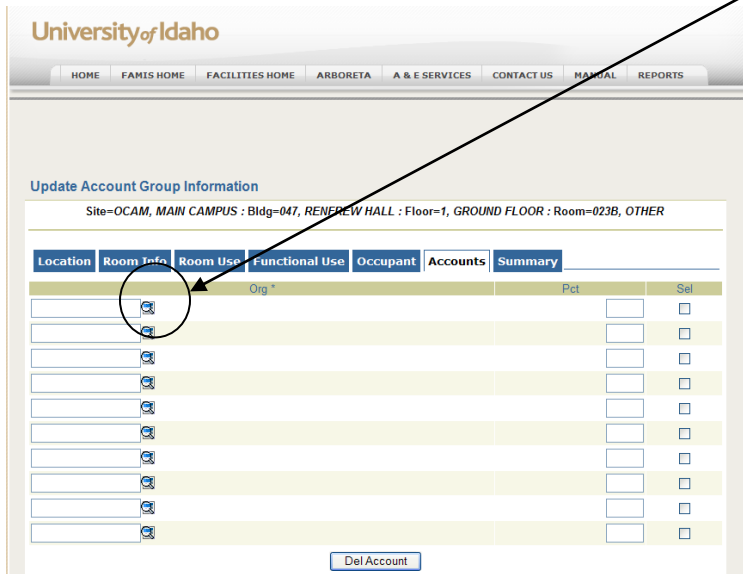 University of Idaho
HOME FAMIS HOME FACILITIES HOME ARBORETA A & E SERVICES CONTACT US MANUAL REPORTS
Update Account Group Information
Site=OCAM, MAIN CAMPUS : Bldg=047, RENFREW HALL : Floor=1, GROUND FLOOR : Room=023B, OTHER
Location Room Info Room Use Functional Use Occupant Accounts Summary
Org * Pct Sel
Del Account